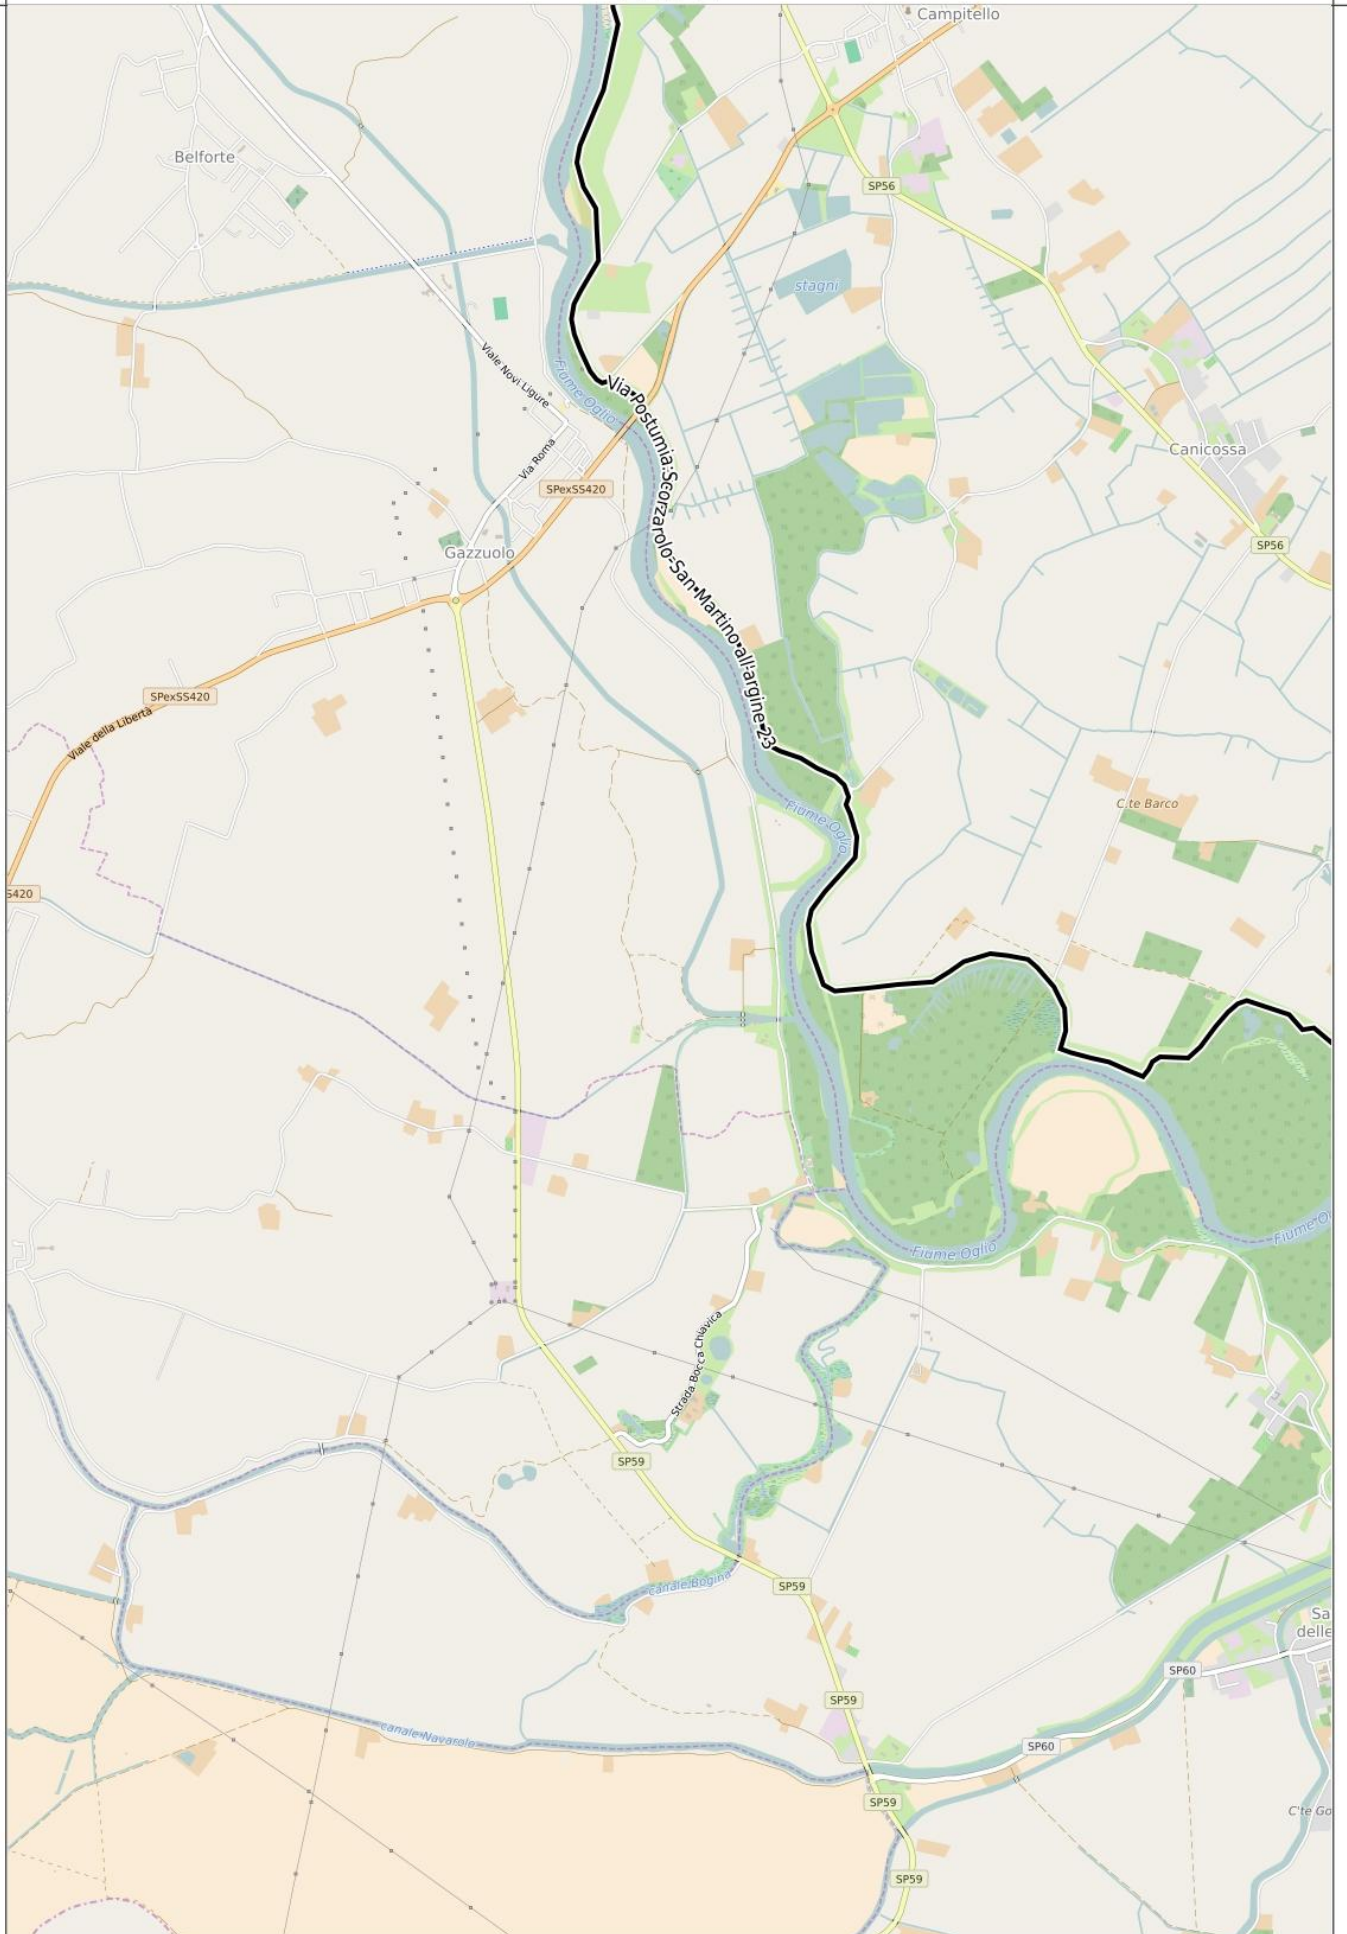 Campitello
Belforte
SP56
stagni
Viale Novi Ligure
Fiume Oglio
Via Postumia:Scorzarolo-San Martino all'argine 23
Canicossa
Via Roma
SPexSS420
SP56
Gazzuolo
SPexSS420
Viale della Libertà
C.te Barco
Fiume Oglio
S420
Fiume O
Fiume Oglio
Strada Bocca Chiavica
SP59
canale Bogina
SP59
Sa
delle
SP60
SP59
canale Navarolo
SP60
SP59
C'te Go
SP59